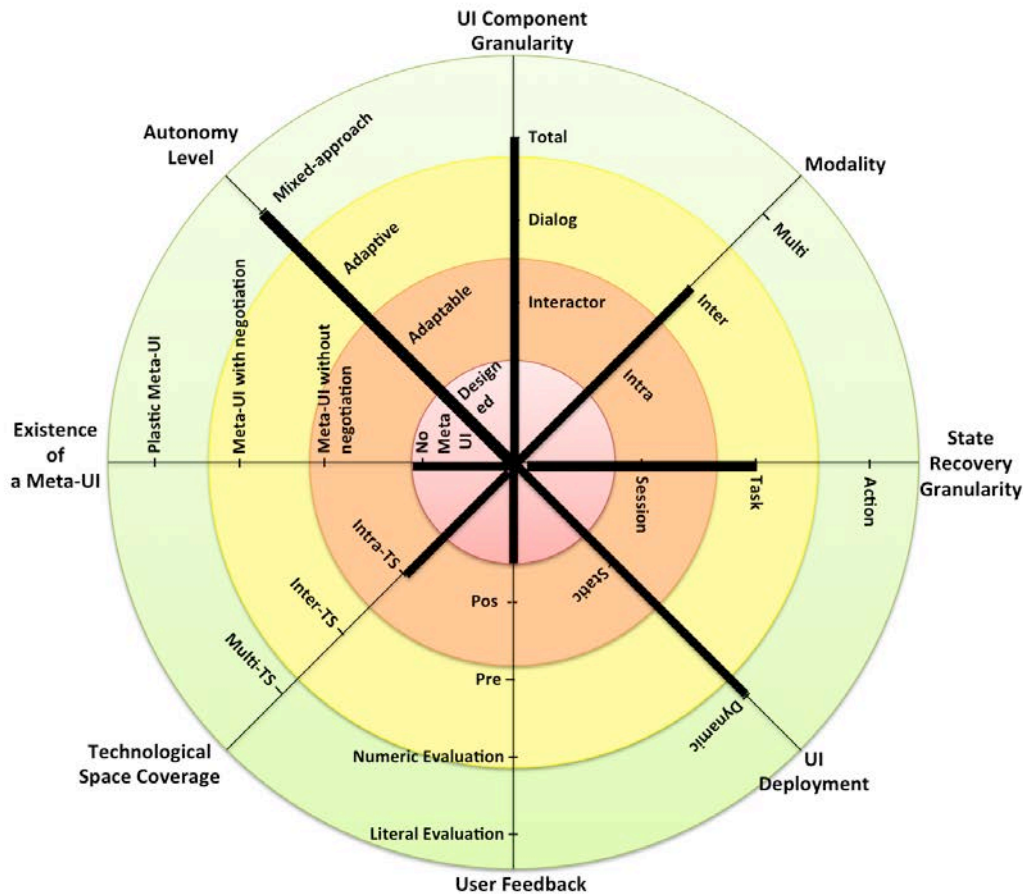 UI Component
Granularity
Autonomy
Level
Mixed-approach
Total
Modality
Multi
Adaptive
Dialog
Adaptable
Interactor
Inter
Plastic Meta-UI
Meta-UI with negotiation
Meta-UI without
negotiation
No
Meta
UI
Design
ed
Intra
Existence
of
a Meta-UI
State
Recovery
Granularity
Session
Task
Action
Intra-TS
Static
Pos
Inter-TS
Multi-TS
Pre
Dynamic
Technological
Space Coverage
Numeric Evaluation
UI
Deployment
Literal Evaluation
User Feedback